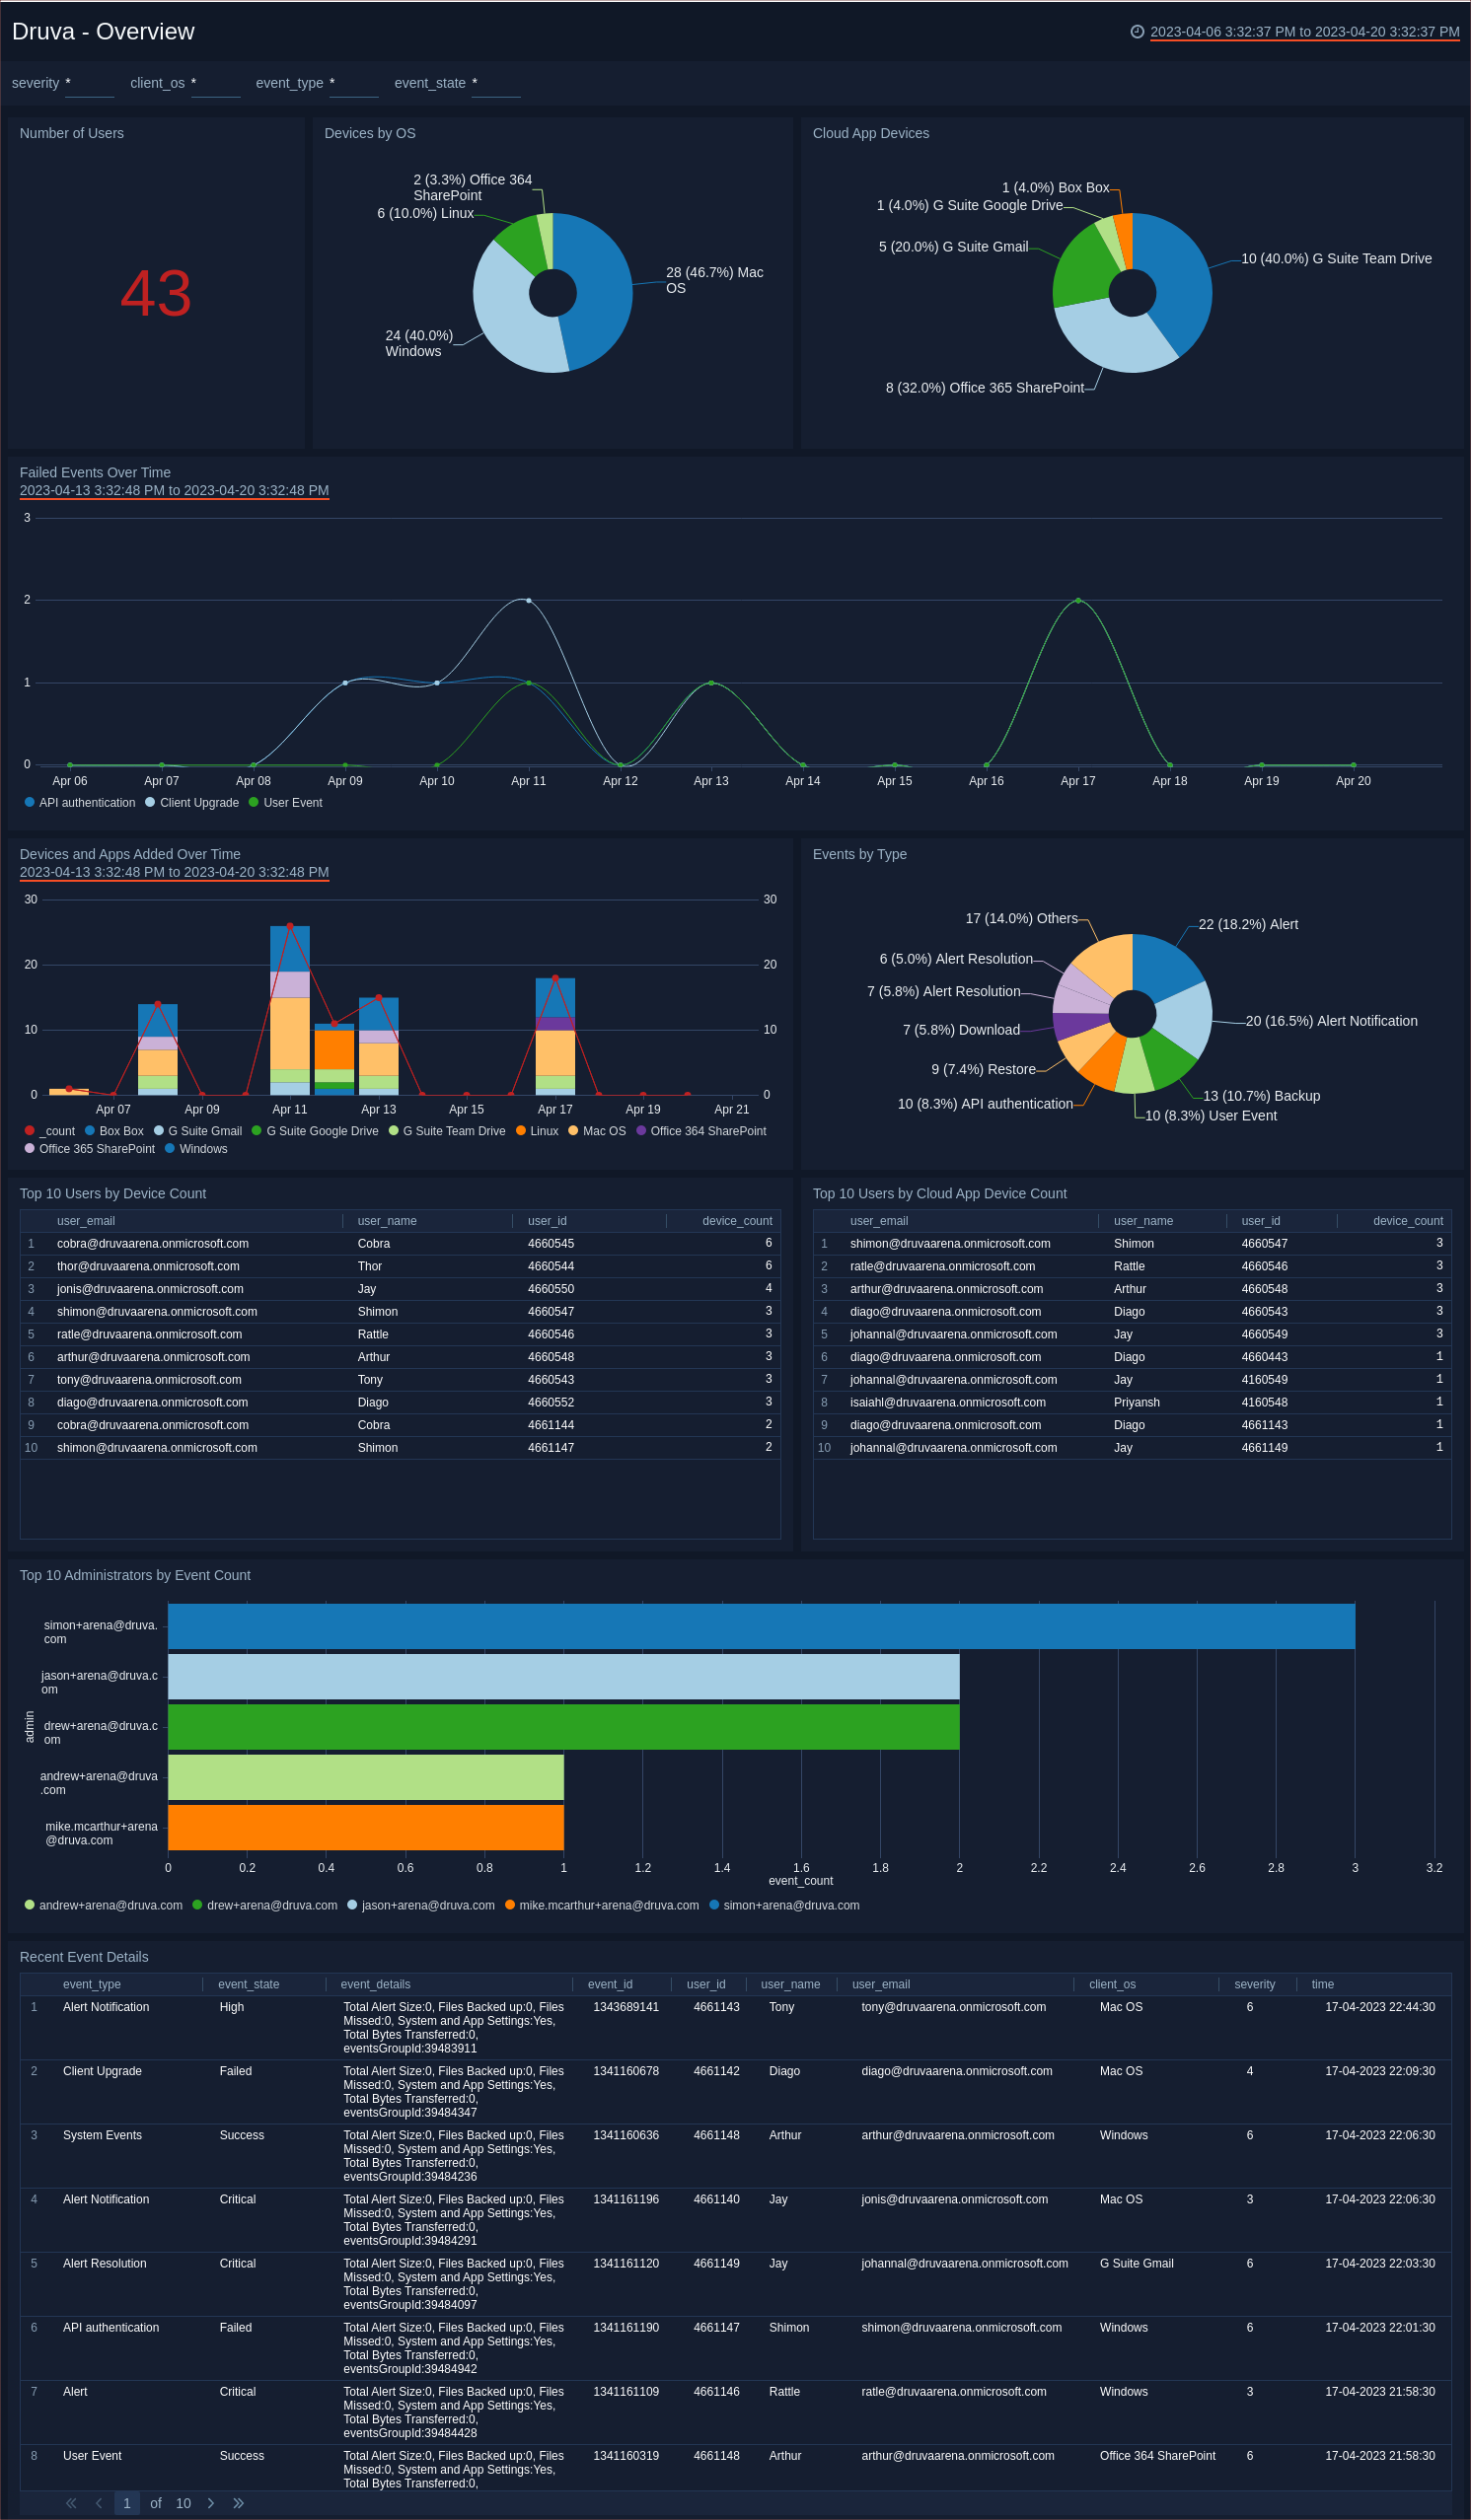 Druva - Overview
2023-04-06 3:32:37 PM to 2023-04-20 3:32:37 PM
severity * client_os * event_type * event_state *
Number of Users
43
Devices by OS
2 (3.3%) Office 364
SharePoint
6 (10.0%) Linux
28 (46.7%) Mac
OS
24 (40.0%)
Windows
Cloud App Devices
1 (4.0%) Box Box
1 (4.0%) G Suite Google Drive
5 (20.0%) G Suite Gmail
10 (40.0%) G Suite Team Drive
8 (32.0%) Office 365 SharePoint
Failed Events Over Time
2023-04-13 3:32:48 PM to 2023-04-20 3:32:48 PM
3
2
1
0
Apr 06 Apr 07 Apr 08 Apr 09 Apr 10 Apr 11 Apr 12 Apr 13 Apr 14 Apr 15 Apr 16 Apr 17 Apr 18 Apr 19 Apr 20
API authentication Client Upgrade User Event
Devices and Apps Added Over Time
2023-04-13 3:32:48 PM to 2023-04-20 3:32:48 PM
30 30
20 20
10 10
0 0
Apr 07 Apr 09 Apr 11 Apr 13 Apr 15 Apr 17 Apr 19 Apr 21
_count Box Box G Suite Gmail G Suite Google Drive G Suite Team Drive Linux Mac OS Office 364 SharePoint
Office 365 SharePoint Windows
Events by Type
17 (14.0%) Others
22 (18.2%) Alert
6 (5.0%) Alert Resolution
7 (5.8%) Alert Resolution
20 (16.5%) Alert Notification
7 (5.8%) Download
9 (7.4%) Restore
13 (10.7%) Backup
10 (8.3%) API authentication
10 (8.3%) User Event
Top 10 Users by Device Count
user_email user_name user_id device_count
1 cobra@druvaarena.onmicrosoft.com Cobra 4660545 6
2 thor@druvaarena.onmicrosoft.com Thor 4660544 6
3 jonis@druvaarena.onmicrosoft.com Jay 4660550 4
4 shimon@druvaarena.onmicrosoft.com Shimon 4660547 3
5 ratle@druvaarena.onmicrosoft.com Rattle 4660546 3
6 arthur@druvaarena.onmicrosoft.com Arthur 4660548 3
7 tony@druvaarena.onmicrosoft.com Tony 4660543 3
8 diago@druvaarena.onmicrosoft.com Diago 4660552 3
9 cobra@druvaarena.onmicrosoft.com Cobra 4661144 2
10 shimon@druvaarena.onmicrosoft.com Shimon 4661147 2
Top 10 Users by Cloud App Device Count
user_email user_name user_id device_count
1 shimon@druvaarena.onmicrosoft.com Shimon 4660547 3
2 ratle@druvaarena.onmicrosoft.com Rattle 4660546 3
3 arthur@druvaarena.onmicrosoft.com Arthur 4660548 3
4 diago@druvaarena.onmicrosoft.com Diago 4660543 3
5 johannal@druvaarena.onmicrosoft.com Jay 4660549 3
6 diago@druvaarena.onmicrosoft.com Diago 4660443 1
7 johannal@druvaarena.onmicrosoft.com Jay 4160549 1
8 isaiahl@druvaarena.onmicrosoft.com Priyansh 4160548 1
9 diago@druvaarena.onmicrosoft.com Diago 4661143 1
10 johannal@druvaarena.onmicrosoft.com Jay 4661149 1
Top 10 Administrators by Event Count
simon+arena@druva.
com
jason+arena@druva.c
om
drew+arena@druva.c
om
andrew+arena@druva
.com
mike.mcarthur+arena
@druva.com
admin
0 0.2 0.4 0.6 0.8 1 1.2 1.4 1.6 1.8 2 2.2 2.4 2.6 2.8 3 3.2
event_count
andrew+arena@druva.com drew+arena@druva.com jason+arena@druva.com mike.mcarthur+arena@druva.com simon+arena@druva.com
Recent Event Details
event_type event_state event_details event_id user_id user_name user_email client_os severity time
1 Alert Notification High Total Alert Size:0, Files Backed up:0, Files 1343689141 4661143 Tony tony@druvaarena.onmicrosoft.com Mac OS 6 17-04-2023 22:44:30
Missed:0, System and App Settings:Yes,
Total Bytes Transferred:0,
eventsGroupId:39483911
2 Client Upgrade Failed Total Alert Size:0, Files Backed up:0, Files 1341160678 4661142 Diago diago@druvaarena.onmicrosoft.com Mac OS 4 17-04-2023 22:09:30
Missed:0, System and App Settings:Yes,
Total Bytes Transferred:0,
eventsGroupId:39484347
3 System Events Success Total Alert Size:0, Files Backed up:0, Files 1341160636 4661148 Arthur arthur@druvaarena.onmicrosoft.com Windows 6 17-04-2023 22:06:30
Missed:0, System and App Settings:Yes,
Total Bytes Transferred:0,
eventsGroupId:39484236
4 Alert Notification Critical Total Alert Size:0, Files Backed up:0, Files 1341161196 4661140 Jay jonis@druvaarena.onmicrosoft.com Mac OS 3 17-04-2023 22:06:30
Missed:0, System and App Settings:Yes,
Total Bytes Transferred:0,
eventsGroupId:39484291
5 Alert Resolution Critical Total Alert Size:0, Files Backed up:0, Files 1341161120 4661149 Jay johannal@druvaarena.onmicrosoft.com G Suite Gmail 6 17-04-2023 22:03:30
Missed:0, System and App Settings:Yes,
Total Bytes Transferred:0,
eventsGroupId:39484097
6 API authentication Failed Total Alert Size:0, Files Backed up:0, Files 1341161190 4661147 Shimon shimon@druvaarena.onmicrosoft.com Windows 6 17-04-2023 22:01:30
Missed:0, System and App Settings:Yes,
Total Bytes Transferred:0,
eventsGroupId:39484942
7 Alert Critical Total Alert Size:0, Files Backed up:0, Files 1341161109 4661146 Rattle ratle@druvaarena.onmicrosoft.com Windows 3 17-04-2023 21:58:30
Missed:0, System and App Settings:Yes,
Total Bytes Transferred:0,
eventsGroupId:39484428
8 User Event Success Total Alert Size:0, Files Backed up:0, Files 1341160319 4661148 Arthur arthur@druvaarena.onmicrosoft.com Office 364 SharePoint 6 17-04-2023 21:58:30
Missed:0, System and App Settings:Yes,
Total Bytes Transferred:0,
1 of 10